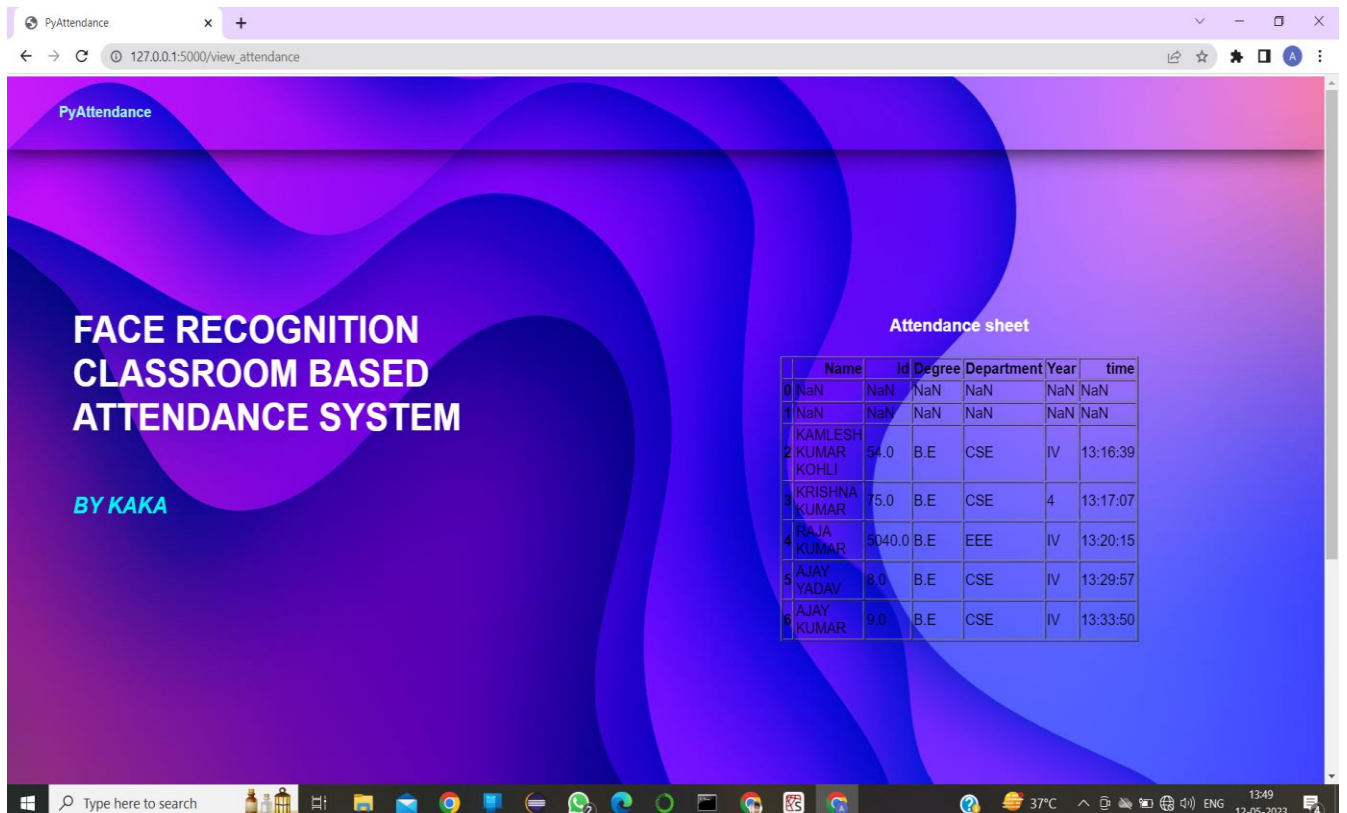 PyAttendance
127.0.0.1:5000/view_attendance
A
PyAttendance
FACE RECOGNITION
CLASSROOM BASED
ATTENDANCE SYSTEM
BY KAKA
Attendance sheet
Name Id Degree Department Year time
0 NaN NaN NaN NaN NaN NaN
1 NaN NaN NaN NaN NaN NaN
2 KAMLESH KUMAR KOHLI 54.0 B.E CSE IV 13:16:39
3 KRISHNA KUMAR 75.0 B.E CSE 4 13:17:07
4 RAJA KUMAR 5040.0 B.E EEE IV 13:20:15
5 AJAY YADAV 8.0 B.E CSE IV 13:29:57
6 AJAY KUMAR 9.0 B.E CSE IV 13:33:50
Type here to search
37°C
ENG
13:49
12-05-2023